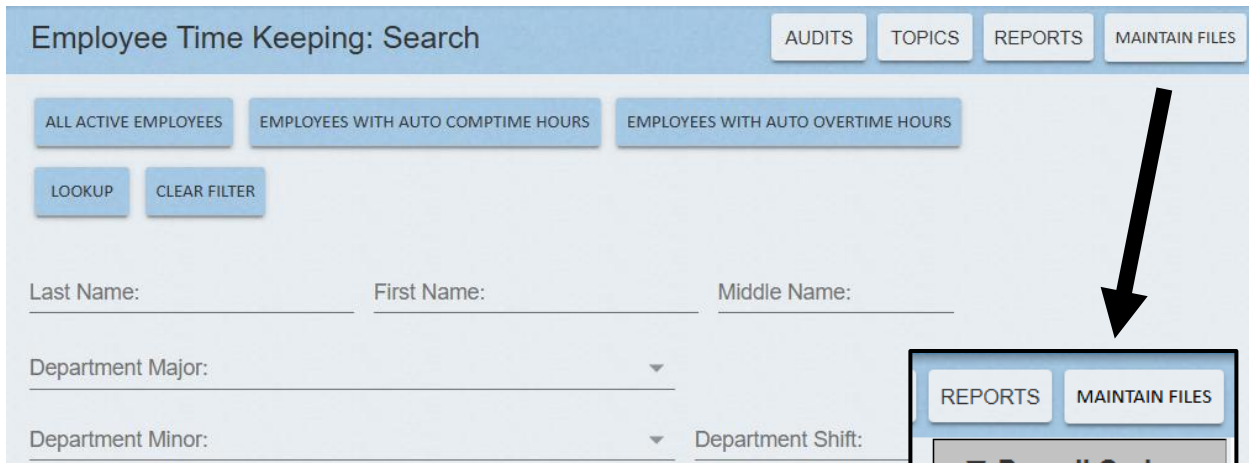 Employee Time Keeping: Search AUDITS TOPICS REPORTS MAINTAIN FILES
ALL ACTIVE EMPLOYEES EMPLOYEES WITH AUTO COMPTIME HOURS EMPLOYEES WITH AUTO OVERTIME HOURS
LOOKUP CLEAR FILTER
Last Name: First Name: Middle Name:
Department Major:
REPORTS MAINTAIN FILES
Department Minor: Department Shift: